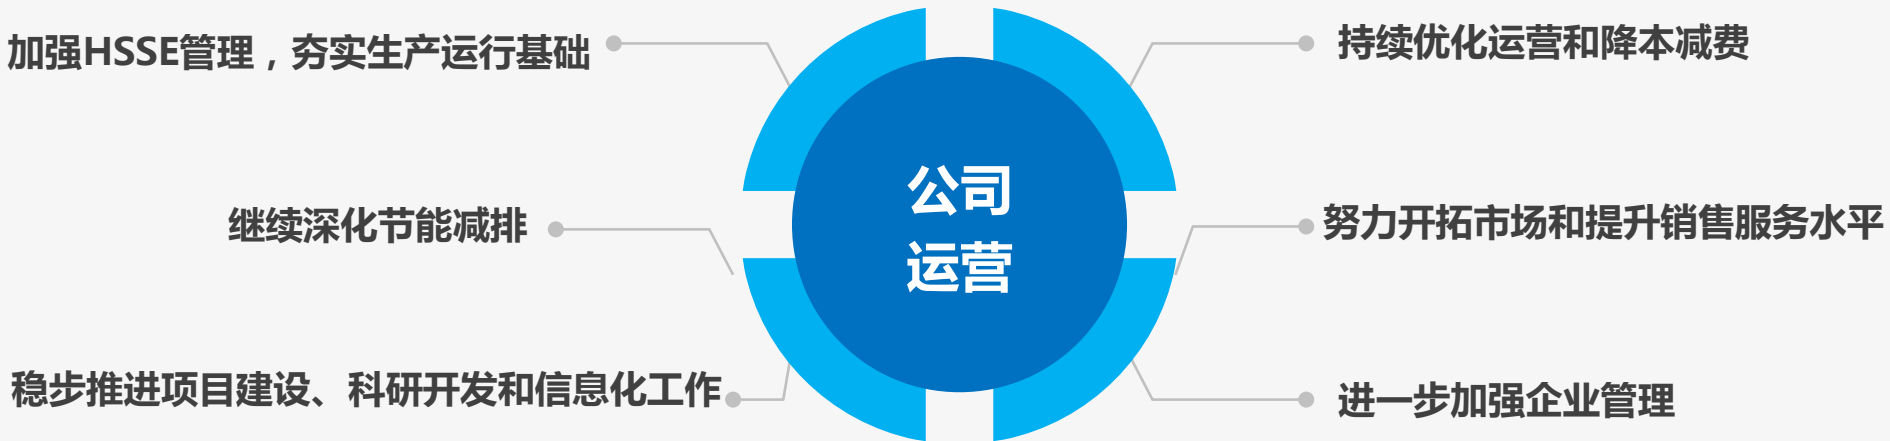 加强HSSE管理，夯实生产运行基础
继续深化节能减排
稳步推进项目建设、科研开发和信息化工作
公司
运营
持续优化运营和降本减费
努力开拓市场和提升销售服务水平
进一步加强企业管理